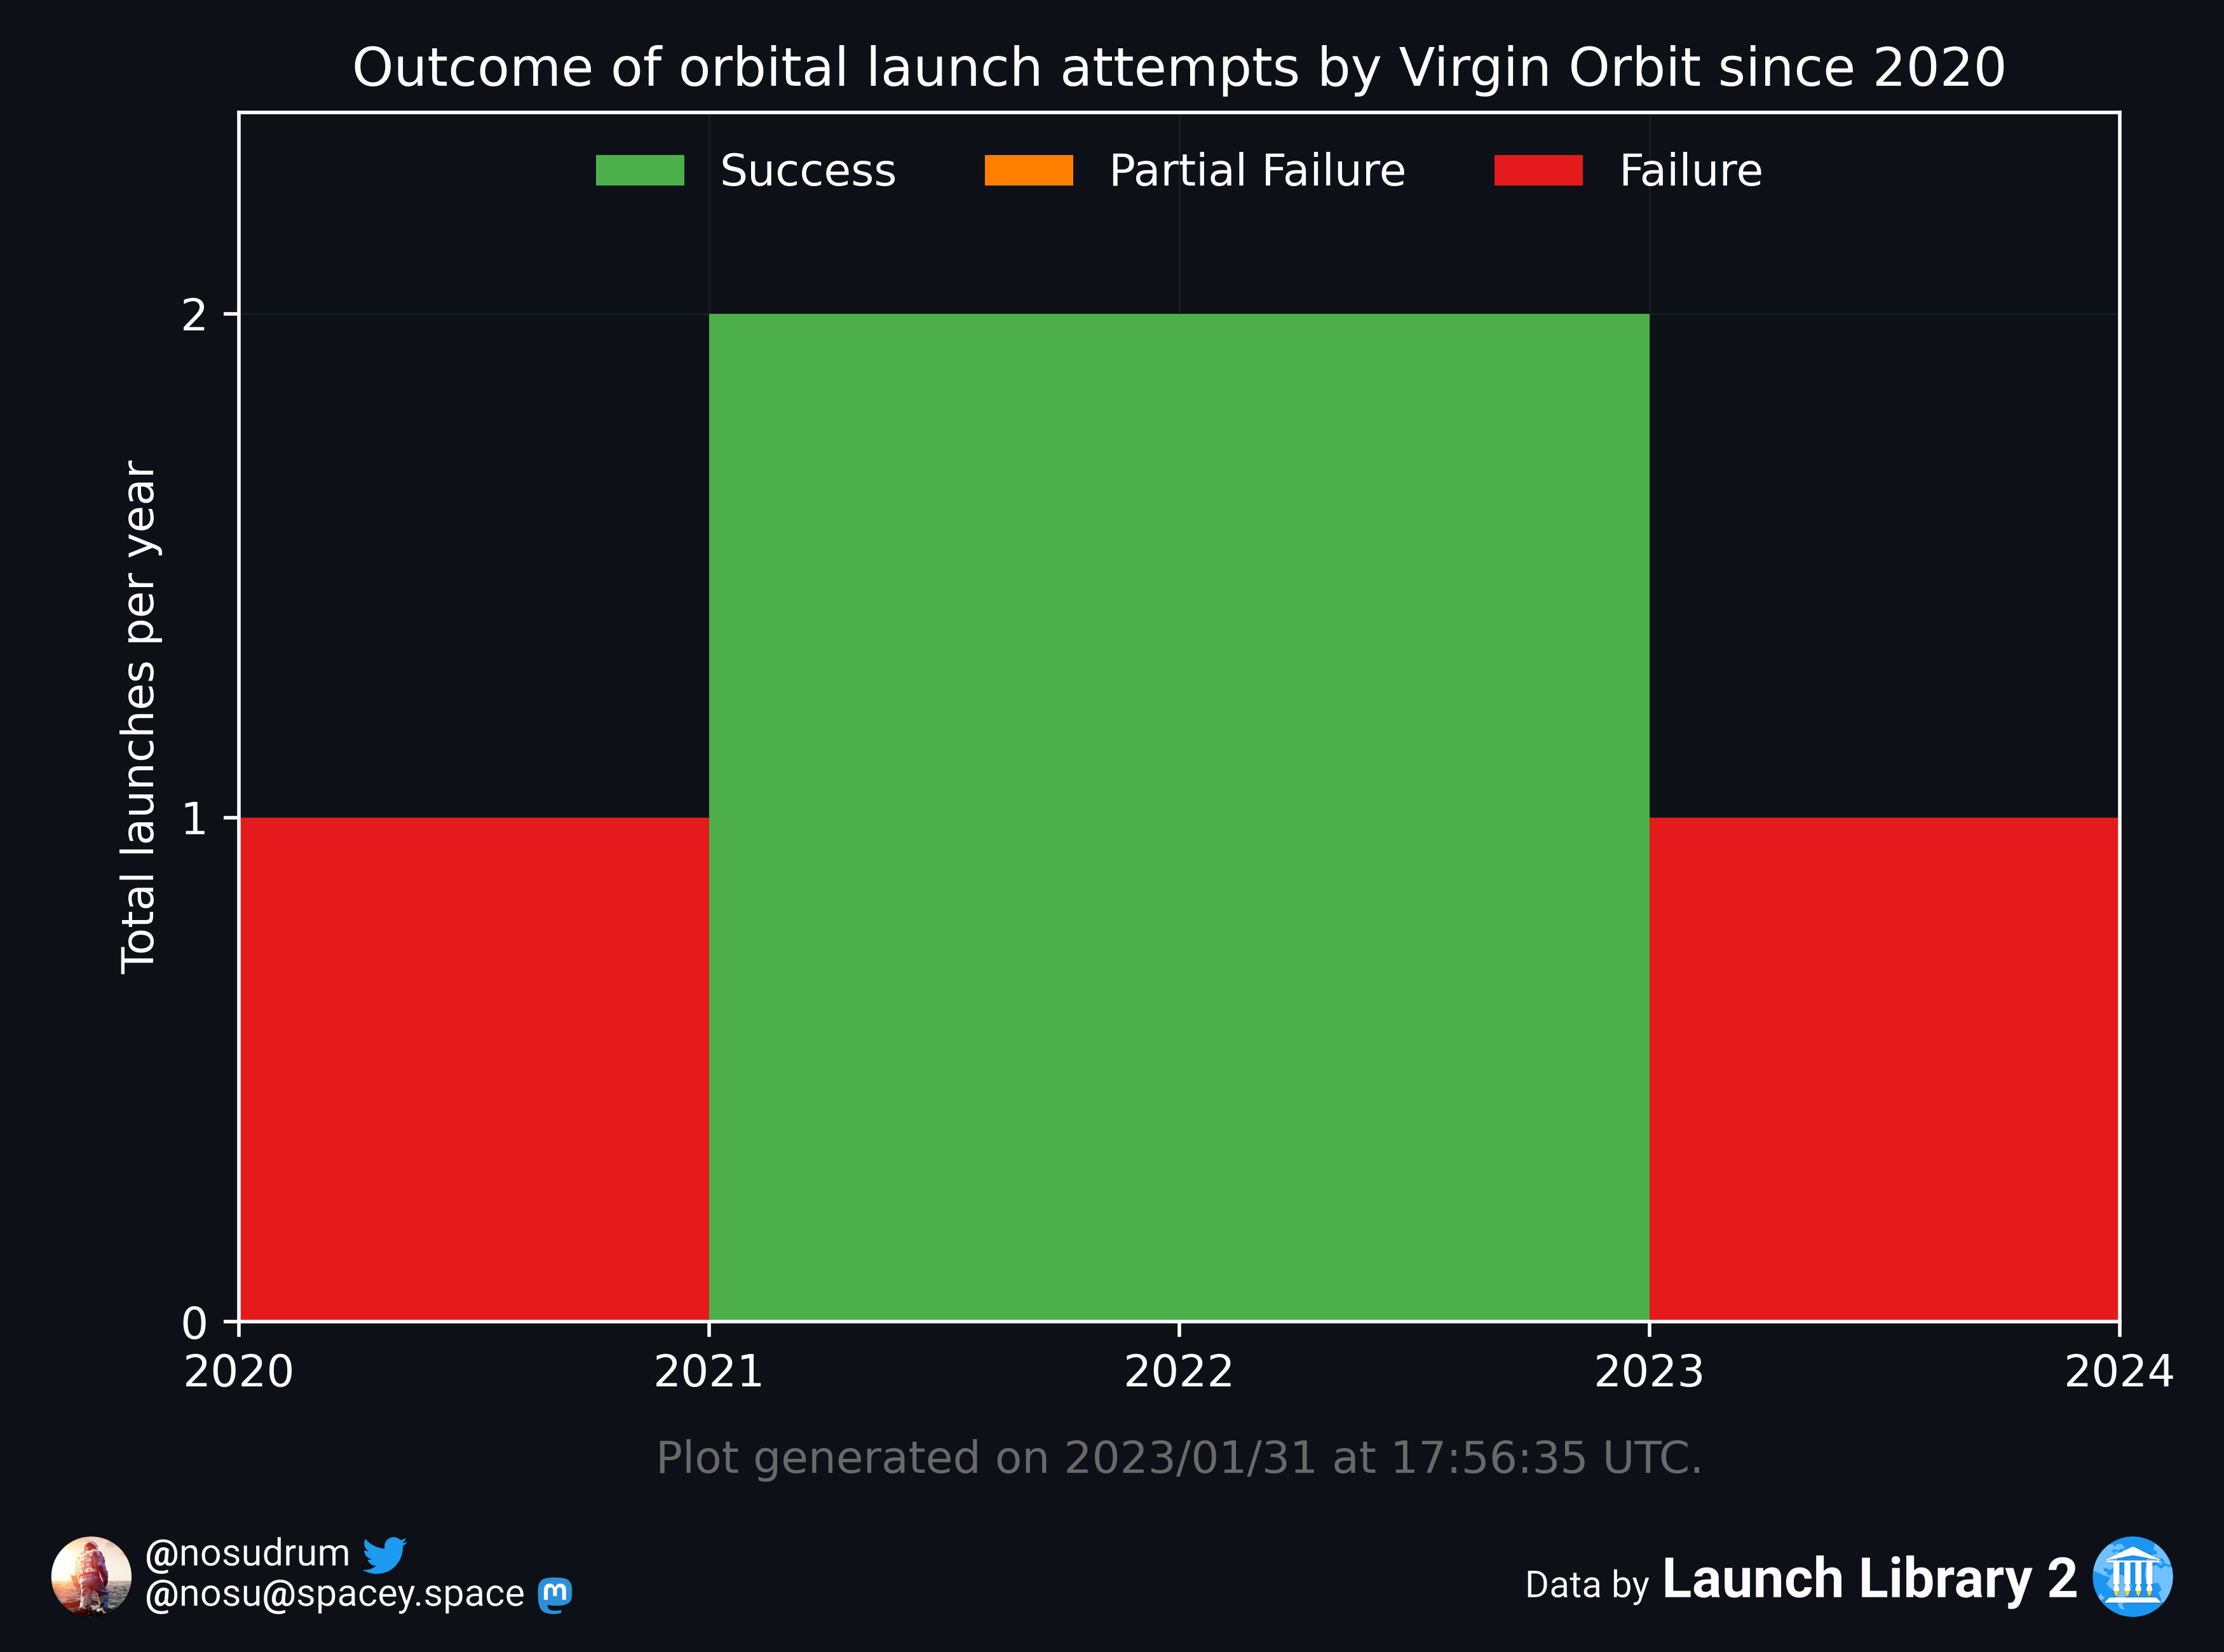 Outcome of orbital launch attempts by Virgin Orbit since 2020
Success Partial Failure Failure
Total launches per year
2
1
0
2020 2021 2022 2023 2024
Plot generated on 2023/01/31 at 17:56:35 UTC.
@nosudrum
@nosu@spacey.space
Data by Launch Library 2